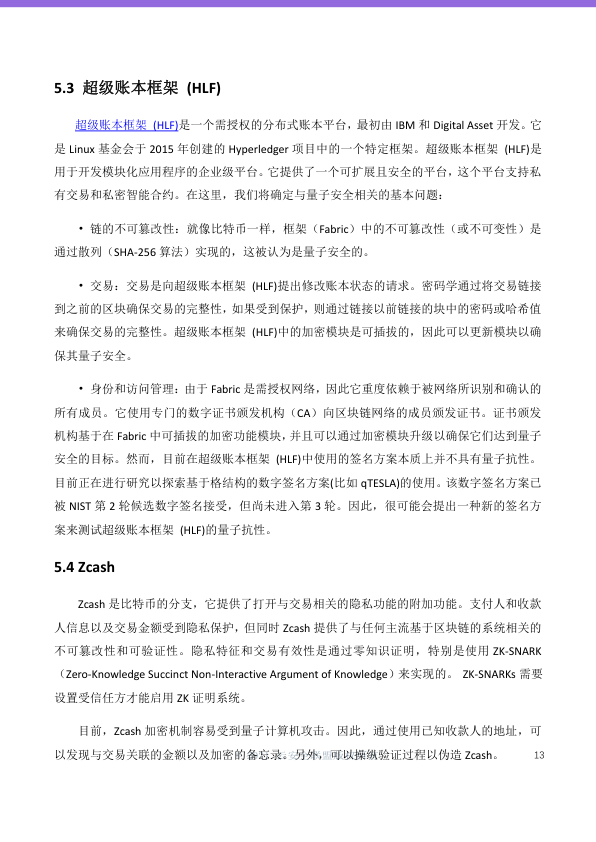 5.3 超级账本框架 (HLF)
超级账本框架 (HLF)是一个需授权的分布式账本平台，最初由 IBM 和 Digital Asset 开发。它
是 Linux 基金会于 2015 年创建的 Hyperledger 项目中的一个特定框架。超级账本框架 (HLF)是
用于开发模块化应用程序的企业级平台。它提供了一个可扩展且安全的平台，这个平台支持私
有交易和私密智能合约。在这里，我们将确定与量子安全相关的基本问题：
• 链的不可篡改性：就像比特币一样，框架（Fabric）中的不可篡改性（或不可变性）是
通过散列（SHA-256 算法）实现的，这被认为是量子安全的。
• 交易：交易是向超级账本框架 (HLF)提出修改账本状态的请求。密码学通过将交易链接
到之前的区块确保交易的完整性，如果受到保护，则通过链接以前链接的块中的密码或哈希值
来确保交易的完整性。超级账本框架 (HLF)中的加密模块是可插拔的，因此可以更新模块以确
保其量子安全。
• 身份和访问管理：由于 Fabric 是需授权网络，因此它重度依赖于被网络所识别和确认的
所有成员。它使用专门的数字证书颁发机构（CA）向区块链网络的成员颁发证书。证书颁发
机构基于在 Fabric 中可插拔的加密功能模块，并且可以通过加密模块升级以确保它们达到量子
安全的目标。然而，目前在超级账本框架 (HLF)中使用的签名方案本质上并不具有量子抗性。
目前正在进行研究以探索基于格结构的数字签名方案(比如 qTESLA)的使用。该数字签名方案已
被 NIST 第 2 轮候选数字签名接受，但尚未进入第 3 轮。因此，很可能会提出一种新的签名方
案来测试超级账本框架 (HLF)的量子抗性。
5.4 Zcash
Zcash 是比特币的分支，它提供了打开与交易相关的隐私功能的附加功能。支付人和收款
人信息以及交易金额受到隐私保护，但同时 Zcash 提供了与任何主流基于区块链的系统相关的
不可篡改性和可验证性。隐私特征和交易有效性是通过零知识证明，特别是使用 ZK-SNARK
（Zero-Knowledge Succinct Non-Interactive Argument of Knowledge）来实现的。 ZK-SNARKs 需要
设置受信任方才能启用 ZK 证明系统。
目前，Zcash 加密机制容易受到量子计算机攻击。因此，通过使用已知收款人的地址，可
以发现与交易关联的金额以及加密的备忘录。另外，可以操纵验证过程以伪造 Zcash。
13